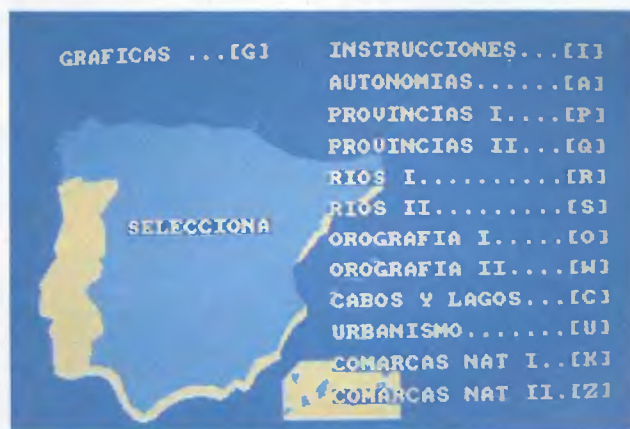 GRAFICAS ...[G]
INSTRUCCIONES...[I]
AUTONOMIAS......[A]
PROVINCIAS I....[P]
PROVINCIAS II...[Q]
RIOS I..........[R]
RIOS II.........[S]
OROGRAFIA I.....[O]
OROGRAFIA II....[W]
CABOS Y LAGOS...[C]
URBANISMO.......[U]
COMARCAS NAT I..[K]
COMARCAS NAT II.[Z]
SELECCIONA